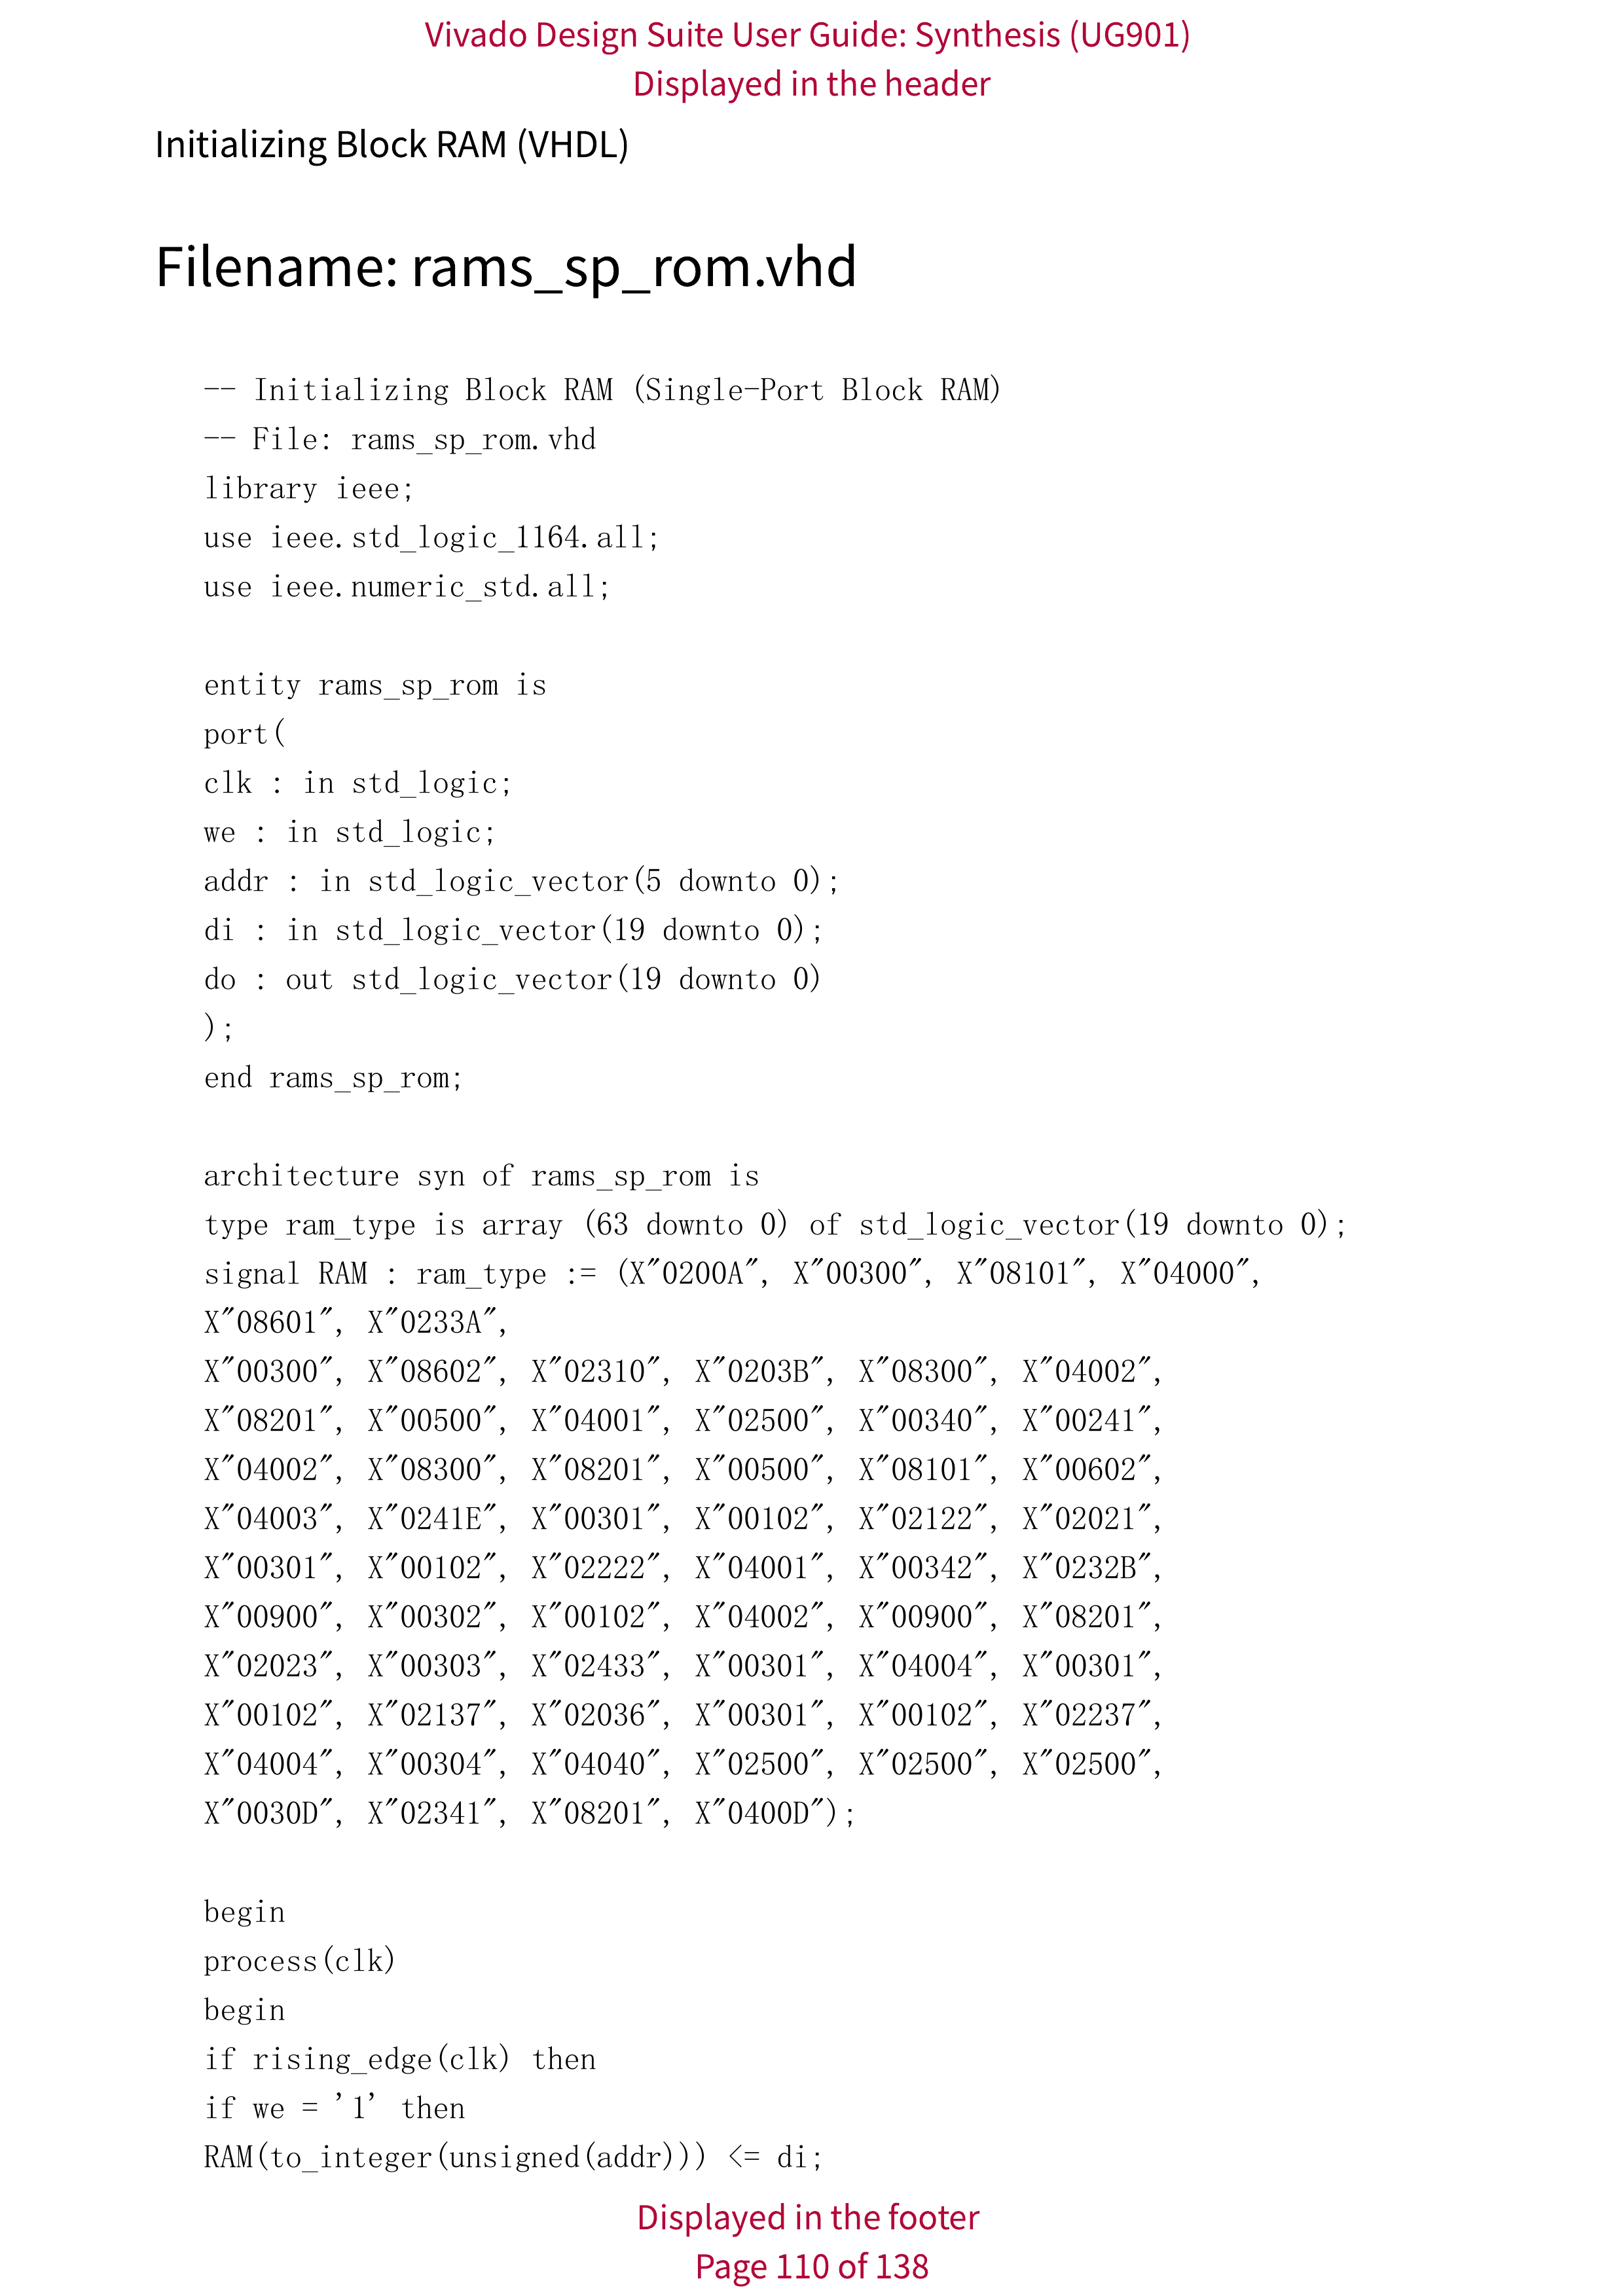 Vivado Design Suite User Guide: Synthesis (UG901)
Displayed in the header
Initializing Block RAM (VHDL)
Filename: rams_sp_rom.vhd
-- Initializing Block RAM (Single-Port Block RAM)
-- File: rams_sp_rom.vhd
library ieee;
use ieee.std_logic_1164.all;
use ieee.numeric_std.all;
entity rams_sp_rom is
port(
clk : in std_logic;
we : in std_logic;
addr : in std_logic_vector(5 downto 0);
di : in std_logic_vector(19 downto 0);
do : out std_logic_vector(19 downto 0)
);
end rams_sp_rom;
architecture syn of rams_sp_rom is
type ram_type is array (63 downto 0) of std_logic_vector(19 downto 0);
signal RAM : ram_type := (X"0200A", X"00300", X"08101", X"04000",
X"08601", X"0233A",
X"00300", X"08602", X"02310", X"0203B", X"08300", X"04002",
X"08201", X"00500", X"04001", X"02500", X"00340", X"00241",
X"04002", X"08300", X"08201", X"00500", X"08101", X"00602",
X"04003", X"0241E", X"00301", X"00102", X"02122", X"02021",
X"00301", X"00102", X"02222", X"04001", X"00342", X"0232B",
X"00900", X"00302", X"00102", X"04002", X"00900", X"08201",
X"02023", X"00303", X"02433", X"00301", X"04004", X"00301",
X"00102", X"02137", X"02036", X"00301", X"00102", X"02237",
X"04004", X"00304", X"04040", X"02500", X"02500", X"02500",
X"0030D", X"02341", X"08201", X"0400D");
begin
process(clk)
begin
if rising_edge(clk) then
if we = '1' then
RAM(to_integer(unsigned(addr))) <= di;
Displayed in the footer
Page 110 of 138